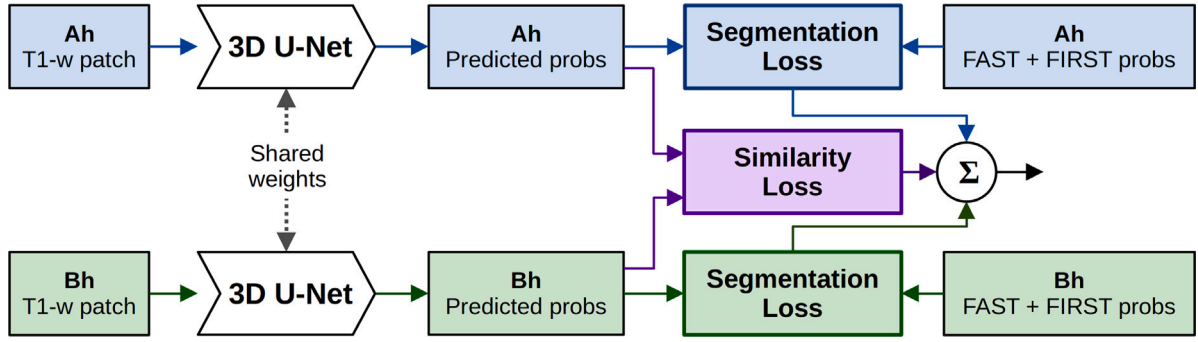 Ah
T1-w patch
3D U-Net
Ah
Predicted probs
Segmentation
Loss
Ah
FAST + FIRST probs
Shared
weights
Similarity
Loss
Σ
Bh
T1-w patch
3D U-Net
Bh
Predicted probs
Segmentation
Loss
Bh
FAST + FIRST probs